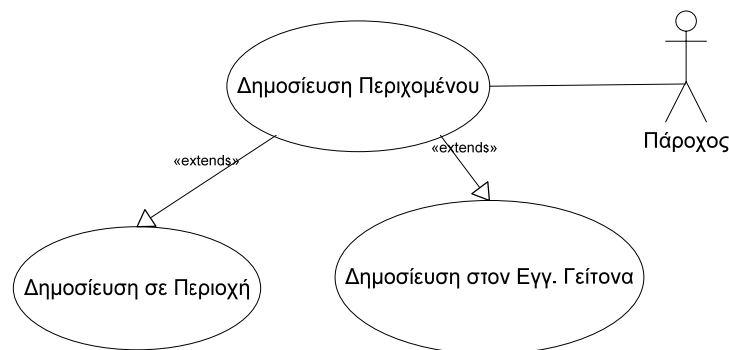 Δημοσίευση Περιχομένου
Πάροχος
«extends»
«extends»
Δημοσίευση σε Περιοχή
Δημοσίευση στον Εγγ. Γείτονα